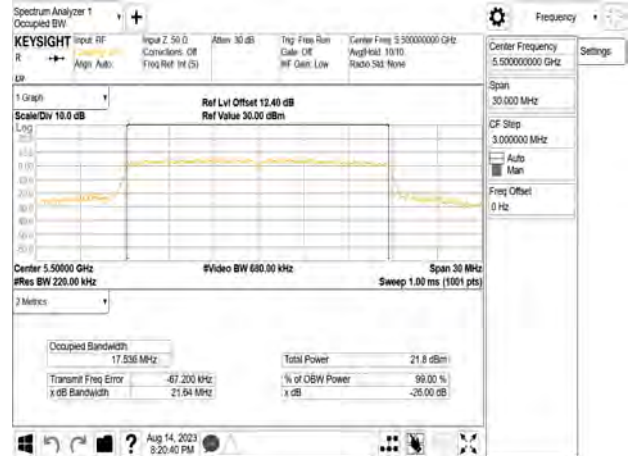 Spectrum Analyzer 1
Occupied BW
Frequency
KEYSIGHT
Input: RF
Input Z: 50 Ω
Atten: 30 dB
Trig: Free Run
Center Freq: 5.500000000 GHz
R
Corrections: Off
Gate: Off
Avg|Hold: 10/10
Align: Auto
Freq Ref: Int (S)
#IF Gain: Low
Radio Std: None
Center Frequency
5.500000000 GHz
Settings
Span
30.000 MHz
CF Step
3.000000 MHz
Auto
Man
Freq Offset
0 Hz
1 Graph
Ref Lvl Offset 12.40 dB
Scale/Div 10.0 dB
Ref Value 30.00 dBm
Log
Center 5.50000 GHz
#Video BW 680.00 kHz
Span 30 MHz
#Res BW 220.00 kHz
Sweep 1.00 ms (1001 pts)
2 Metrics
Occupied Bandwidth
17.536 MHz
Total Power
21.8 dBm
Transmit Freq Error
-67.200 kHz
% of OBW Power
99.00 %
x dB Bandwidth
21.64 MHz
x dB
-26.00 dB
?
Aug 14, 2023
8:20:40 PM